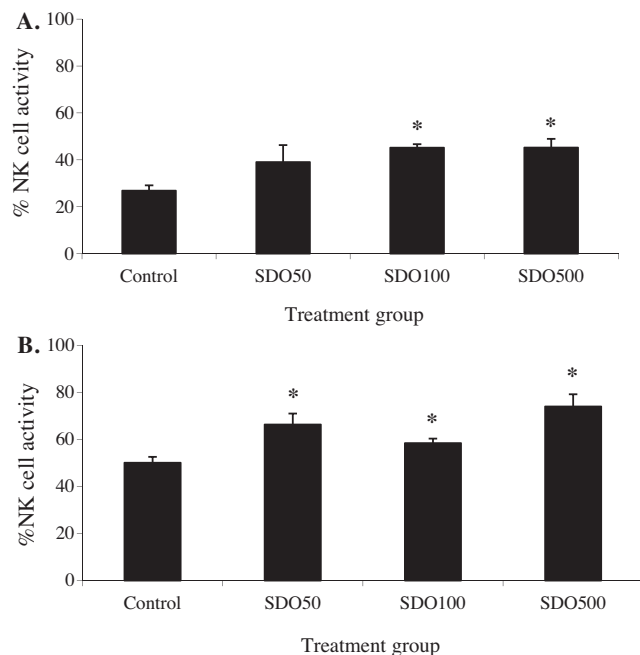 A.
100
80
60
40
20
0
% NK cell activity
* *
Control SDO50 SDO100 SDO500
Treatment group
B.
100
80
60
40
20
0
%NK cell activity
* * *
Control SDO50 SDO100 SDO500
Treatment group